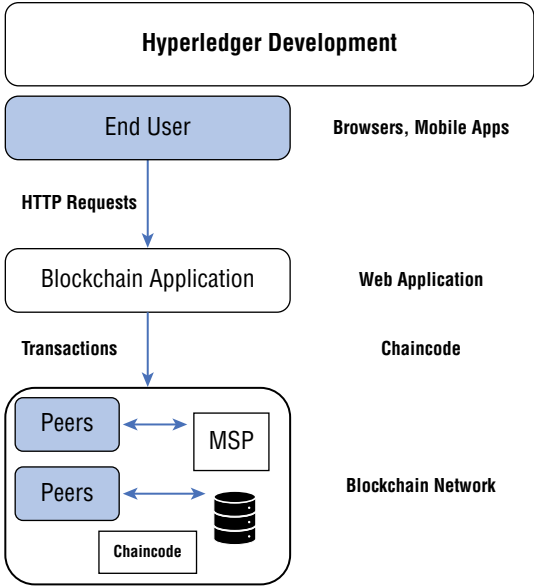 Hyperledger Development
End User
Browsers, Mobile Apps
HTTP Requests
Blockchain Application
Web Application
Transactions
Chaincode
Peers
MSP
Peers
Blockchain Network
Chaincode